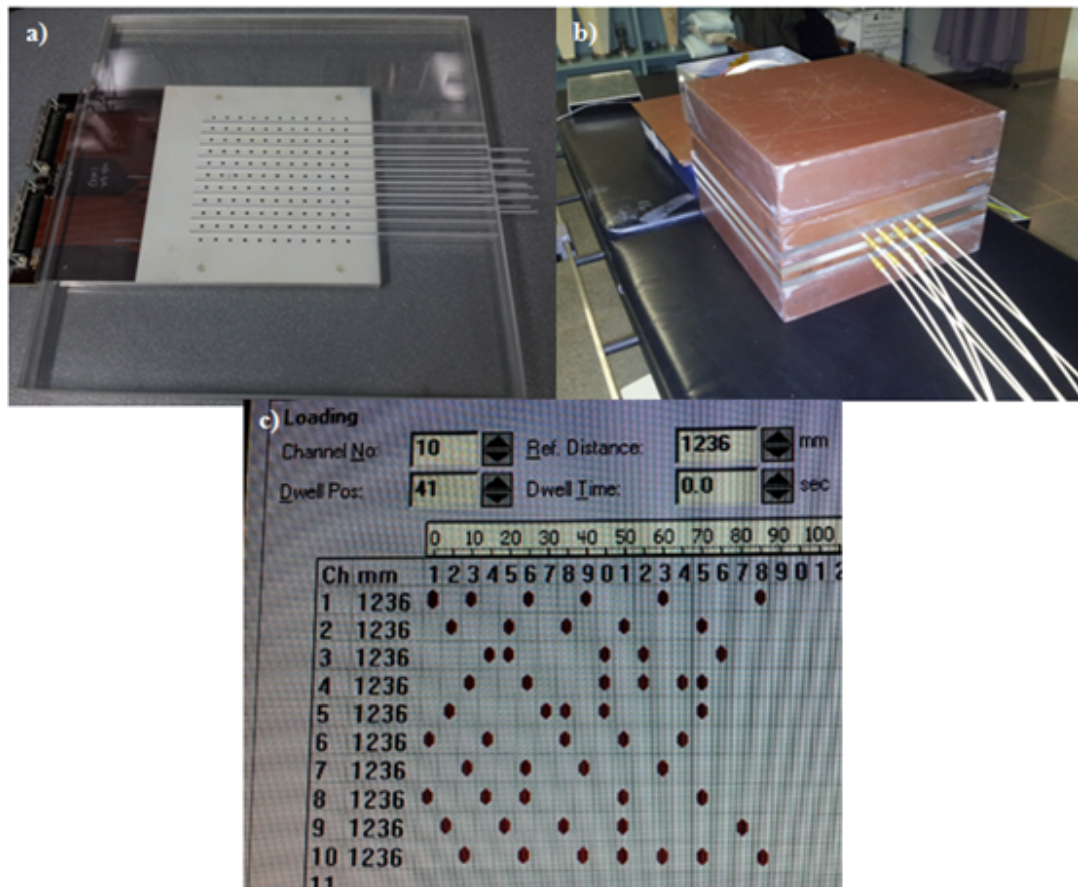 a)
b)
c)
Loading
Channel No: 10 Ref. Distance: 1236 mm
Dwell Pos: 41 Dwell Time: 0.0 sec
0 10 20 30 40 50 60 70 80 90 100
Ch mm 1 2 3 4 5 6 7 8 9 0 1 2 3 4 5 6 7 8 9 0 1 2
1 1236
2 1236
3 1236
4 1236
5 1236
6 1236
7 1236
8 1236
9 1236
10 1236
11